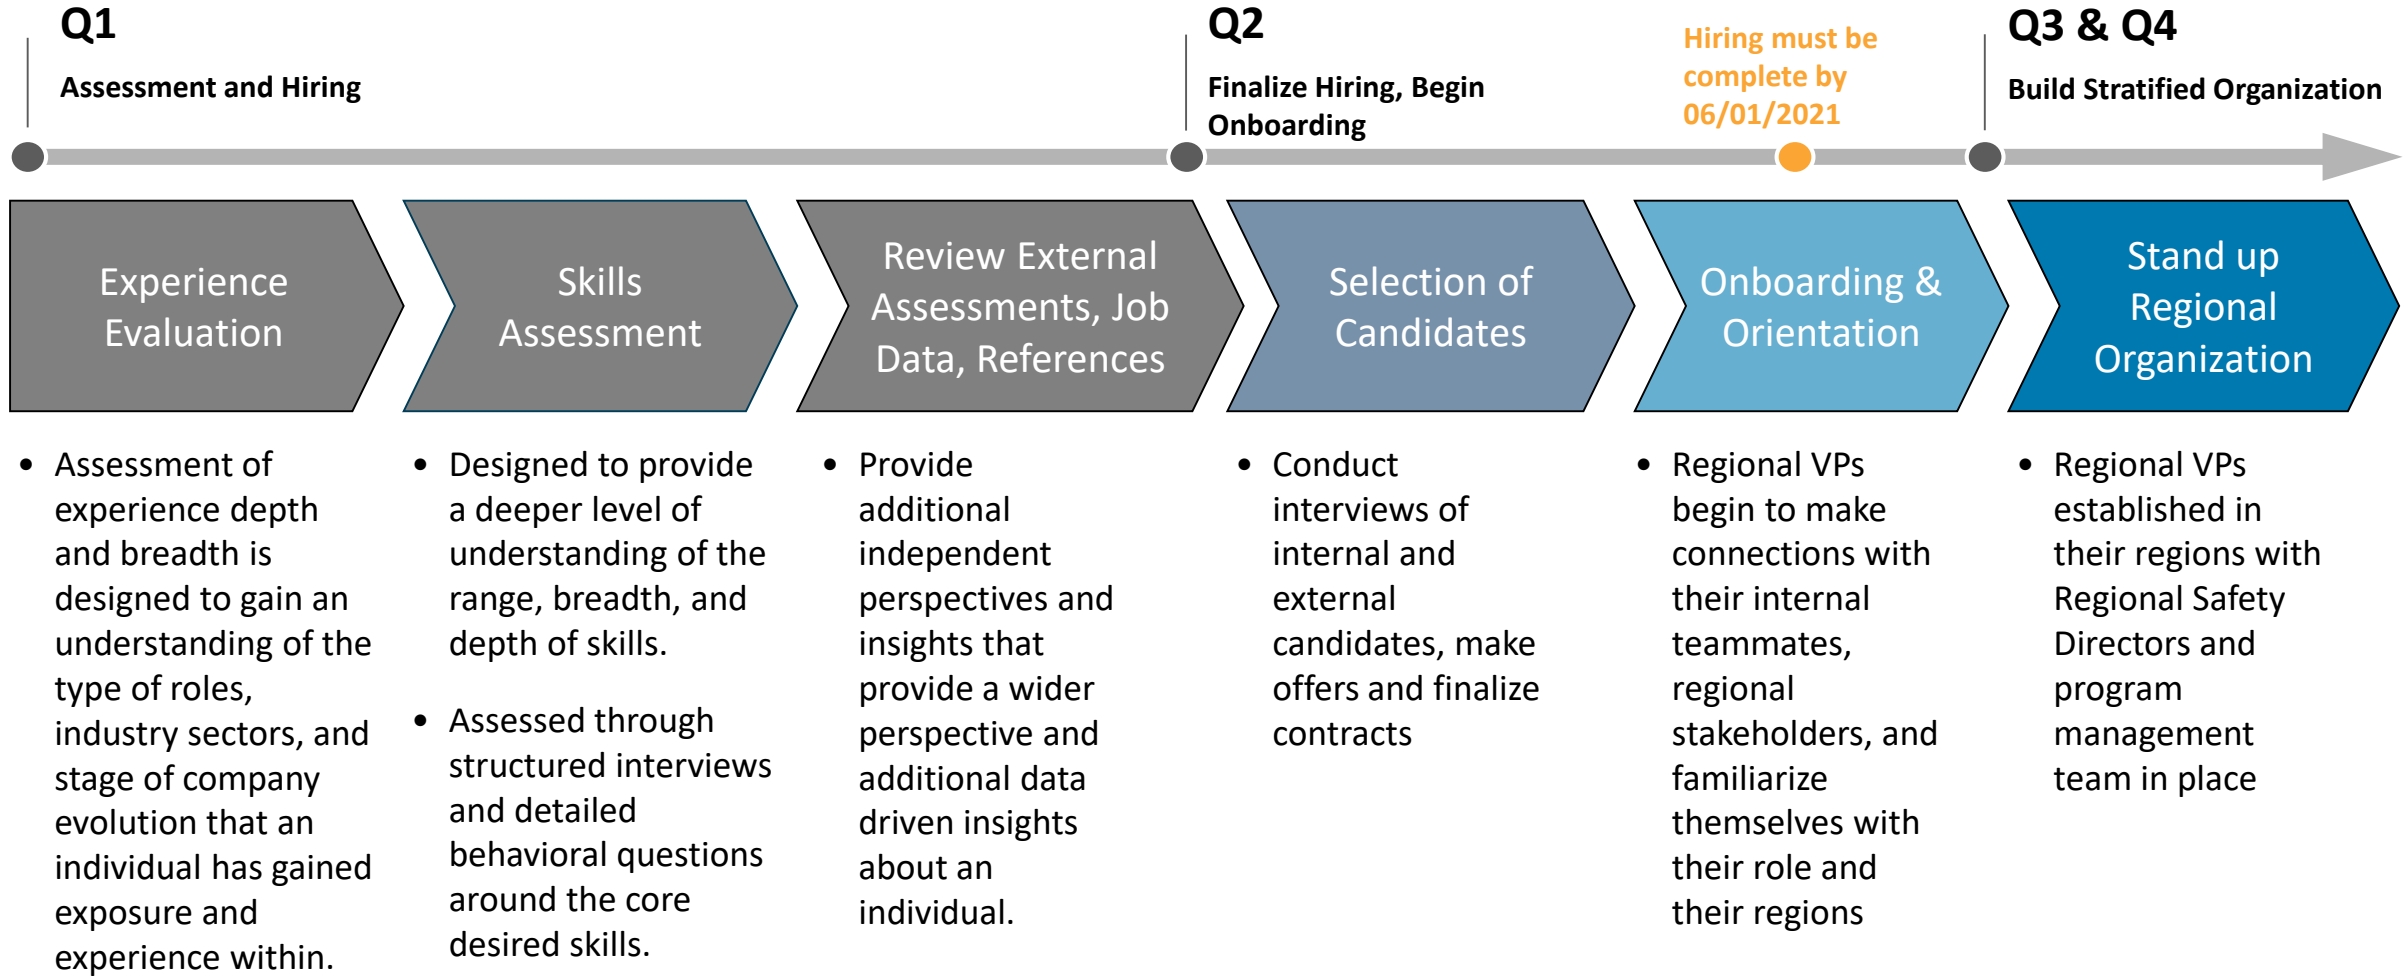 Q1
Assessment and Hiring
Q2
Finalize Hiring, Begin
Onboarding
Hiring must be
complete by
06/01/2021
Q3 & Q4
Build Stratified Organization
Experience
Evaluation
Skills
Assessment
Review External
Assessments, Job
Data, References
Selection of
Candidates
Onboarding &
Orientation
Stand up
Regional
Organization
• Assessment of
experience depth
and breadth is
designed to gain an
understanding of the
type of roles,
industry sectors, and
stage of company
evolution that an
individual has gained
exposure and
experience within.
• Designed to provide
a deeper level of
understanding of the
range, breadth, and
depth of skills.
• Assessed through
structured interviews
and detailed
behavioral questions
around the core
desired skills.
• Provide
additional
independent
perspectives and
insights that
provide a wider
perspective and
additional data
driven insights
about an
individual.
• Conduct
interviews of
internal and
external
candidates, make
offers and finalize
contracts
• Regional VPs
begin to make
connections with
their internal
teammates,
regional
stakeholders, and
familiarize
themselves with
their role and
their regions
• Regional VPs
established in
their regions with
Regional Safety
Directors and
program
management
team in place